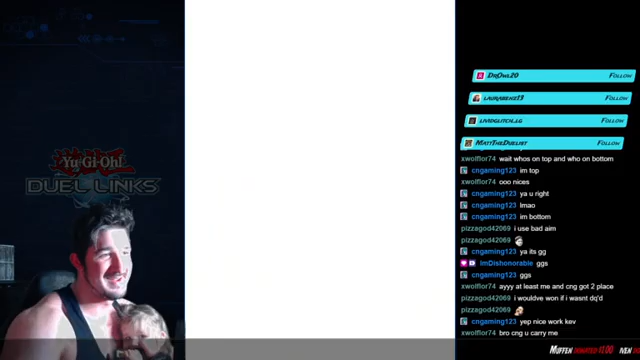 Yu-Gi-Oh!
DUEL LINKS
DrOwl20 Follow
laurabenz13 Follow
lividglitch_lg Follow
MattTheDuelist Follow
xwolflor74 wait whos on top and who on bottom
cngaming123 im top
xwolflor74 ooo nices
cngaming123 ya u right
cngaming123 lmao
cngaming123 im bottom
pizzagod42069 i use bad aim
pizzagod42069
cngaming123 ya its gg
imDishonorable ggs
cngaming123 ggs
xwolflor74 ayyy at least me and cng got 2 place
pizzagod42069 i wouldve won if i wasnt dq'd
pizzagod42069
cngaming123 yep nice work kev
xwolflor74 bro cng u carry me
Muffen donated $100 Iven